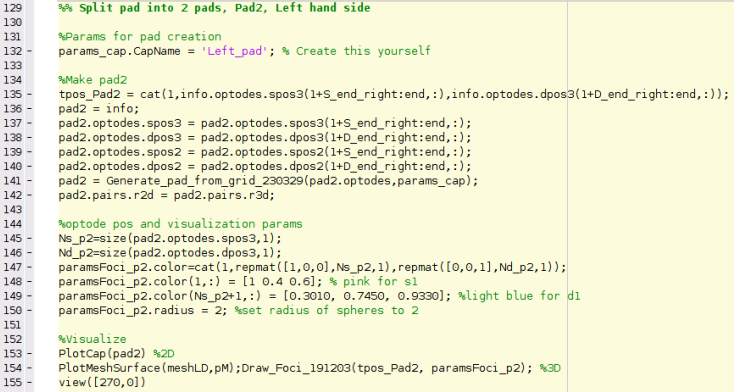 129 %% Split pad into 2 pads, Pad2, Left hand side
130
131 %Params for pad creation
132 - params_cap.CapName = 'Left_pad'; % Create this yourself
133
134 %Make pad2
135 - tpos_Pad2 = cat(1,info.optodes.spos3(1+S_end_right:end,:),info.optodes.dpos3(1+D_end_right:end,:));
136 - pad2 = info;
137 - pad2.optodes.spos3 = pad2.optodes.spos3(1+S_end_right:end,:);
138 - pad2.optodes.dpos3 = pad2.optodes.dpos3(1+D_end_right:end,:);
139 - pad2.optodes.spos2 = pad2.optodes.spos2(1+S_end_right:end,:);
140 - pad2.optodes.dpos2 = pad2.optodes.dpos2(1+D_end_right:end,:);
141 - pad2 = Generate_pad_from_grid_230329(pad2.optodes,params_cap);
142 - pad2.pairs.r2d = pad2.pairs.r3d;
143
144 %optode pos and visualization params
145 - Ns_p2=size(pad2.optodes.spos3,1);
146 - Nd_p2=size(pad2.optodes.dpos3,1);
147 - paramsFoci_p2.color=cat(1,repmat([1,0,0],Ns_p2,1),repmat([0,0,1],Nd_p2,1));
148 - paramsFoci_p2.color(1,:) = [1 0.4 0.6]; % pink for s1
149 - paramsFoci_p2.color(Ns_p2+1,:) = [0.3010, 0.7450, 0.9330]; %light blue for d1
150 - paramsFoci_p2.radius = 2; %set radius of spheres to 2
151
152 %Visualize
153 - PlotCap(pad2) %2D
154 - PlotMeshSurface(meshLD,pM);Draw_Foci_191203(tpos_Pad2, paramsFoci_p2); %3D
155 - view([270,0])